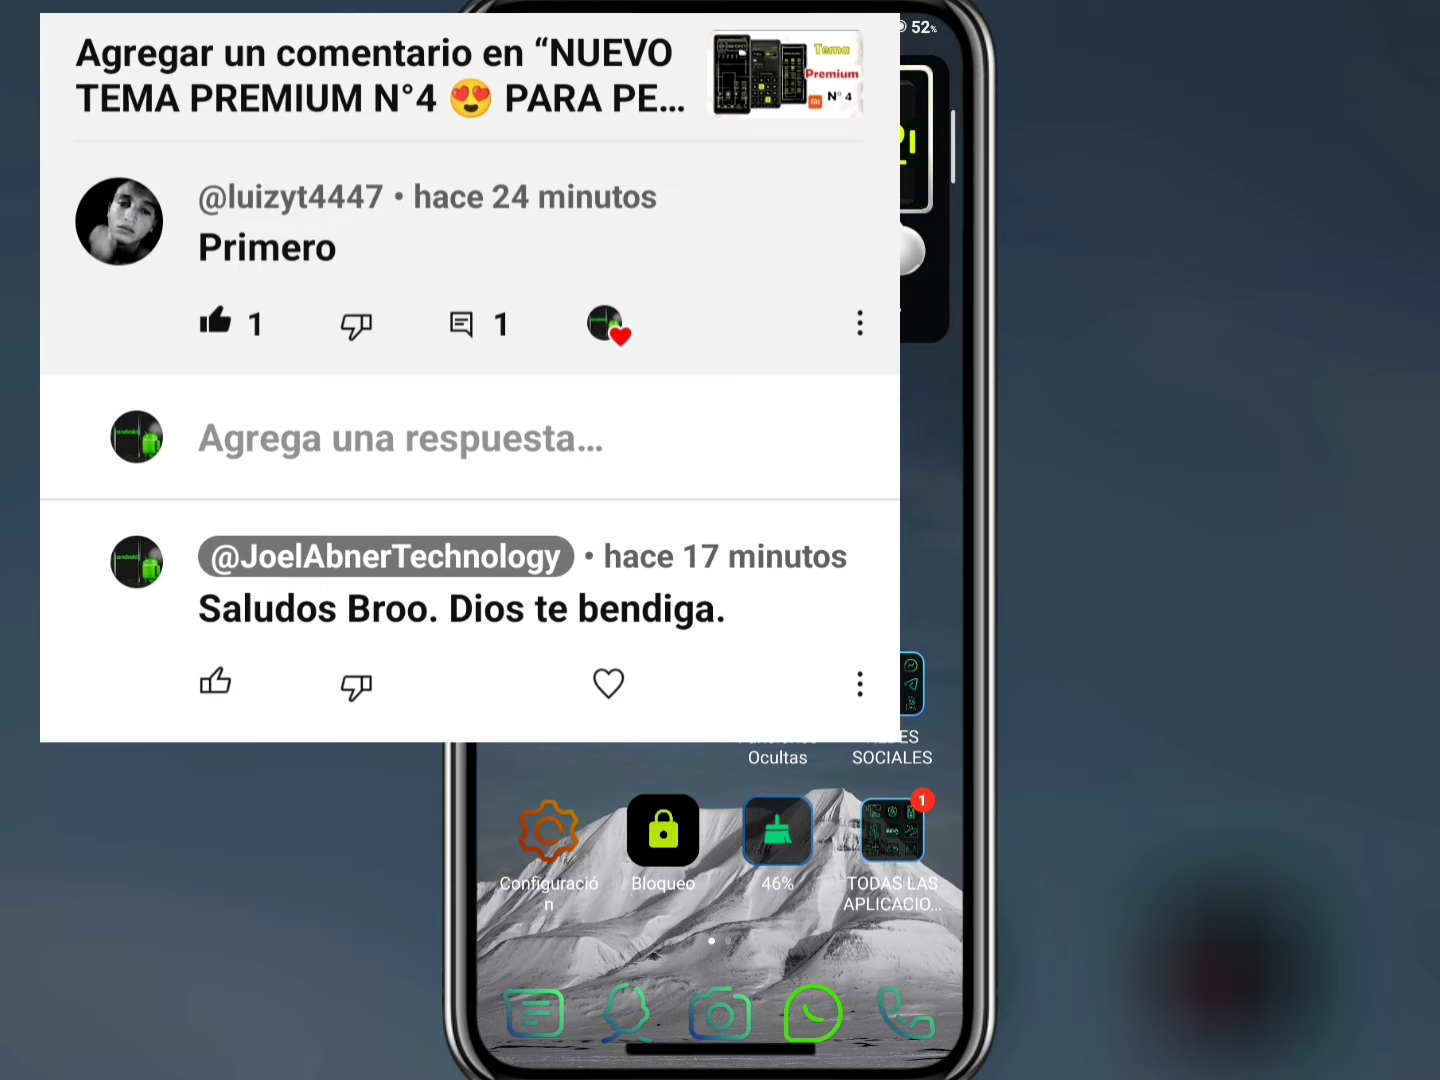 Agregar un comentario en “NUEVO
TEMA PREMIUM N°4 😍 PARA PE...
Tema
Premium
N° 4
@luizyt4447 • hace 24 minutos
Primero
1
1
Agrega una respuesta...
@JoelAbnerTechnology • hace 17 minutos
Saludos Broo. Dios te bendiga.
52%
Ocultas
SOCIALES
1
Configuració
n
Bloqueo
46%
TODAS LAS
APLICACIO...